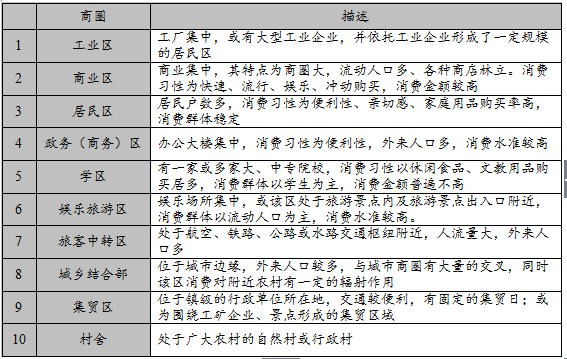 商圈 描述
1 工业区 工厂集中，或有大型工业企业，并依托工业企业形成了一定规模
的居民区
2 商业区 商业集中，其特点为商圈大，流动人口多、各种商店林立。消费
习性为快速、流行、娱乐、冲动购买，消费金额较高
3 居民区 居民户数多，消费习性为便利性、亲切感、家庭用品购买率高，
消费群体稳定
4 政务（商务）区 办公大楼集中，消费习性为便利性，外来人口多，消费水准较高
5 学区 有一家或多家大、中专院校，消费习性以休闲食品、文教用品购
买居多，消费群体以学生为主，消费金额普遍不高
6 娱乐旅游区 娱乐场所集中，或该区处于旅游景点内及旅游景点出入口附近，
消费群体以流动人口为主，消费水准较高。
7 旅客中转区 处于航空、铁路、公路或水路交通枢纽附近，人流量大，外来人
口多
8 城乡结合部 位于城市边缘，外来人口较多，与城市商圈有大量的交叉，同时
该区消费对附近农村有一定的辐射作用
9 集贸区 位于镇级的行政单位所在地，交通较便利，有固定的集贸日；或
为围绕工矿企业、景点形成的集贸区域
10 村舍 处于广大农村的自然村或行政村